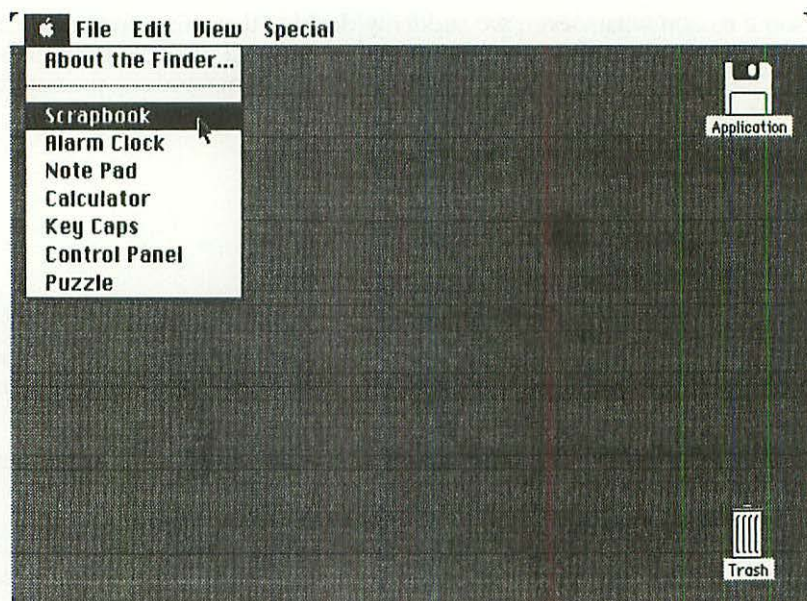 File Edit View Special
About the Finder...
Scrapbook
Alarm Clock
Note Pad
Calculator
Key Caps
Control Panel
Puzzle
Application
Trash